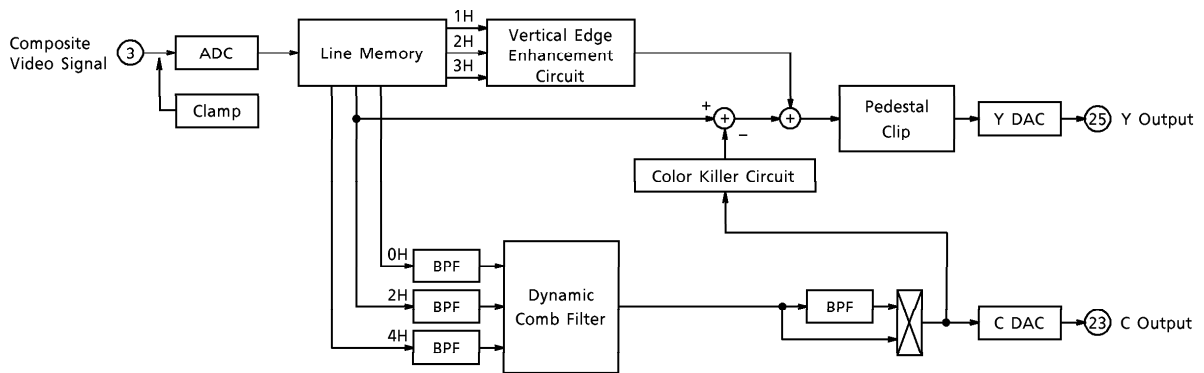 Composite
Video Signal
3
ADC
Clamp
Line Memory
1H
2H
3H
Vertical Edge
Enhancement
Circuit
+
+
−
+
Pedestal
Clip
Y DAC
25
Y Output
Color Killer Circuit
0H
BPF
2H
BPF
4H
BPF
Dynamic
Comb Filter
BPF
C DAC
23
C Output